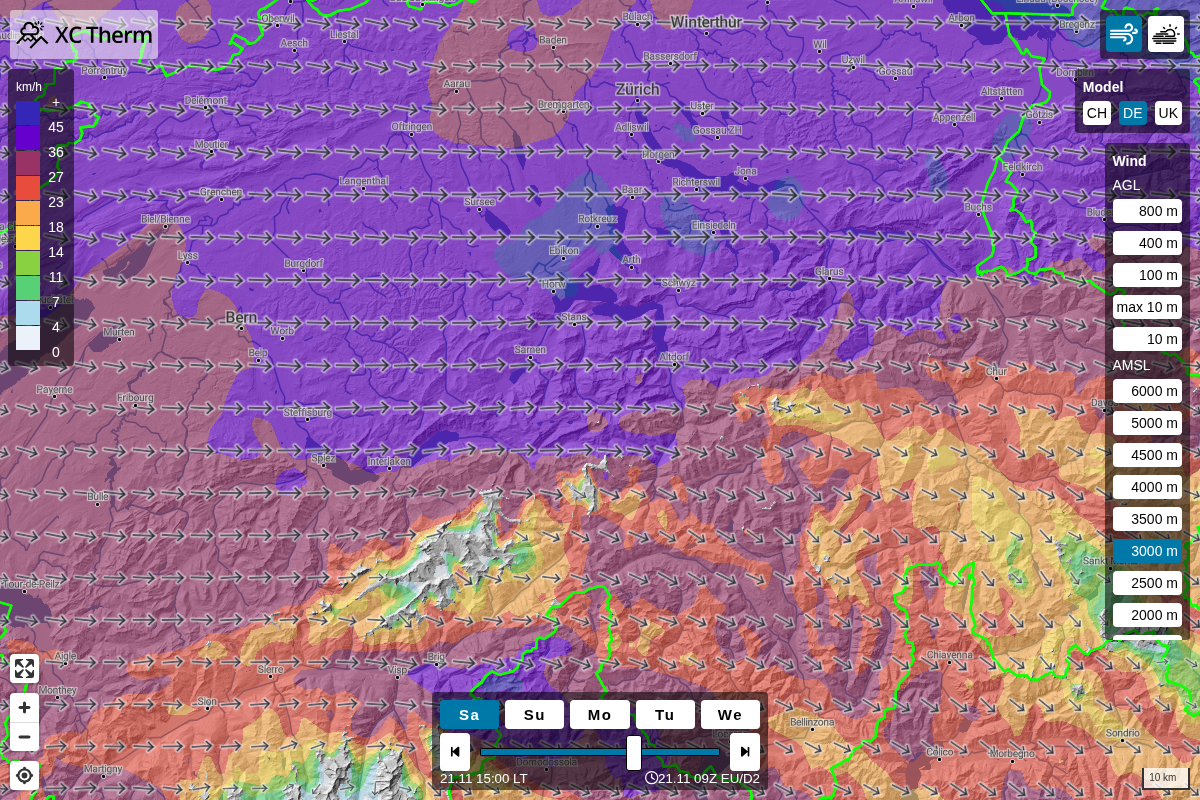 XC Therm
km/h
+
45
36
27
23
18
14
11
7
4
0
Oberwil
Aesch
Liestal
Baden
Bülach
Winterthur
Wil
Arbon
Bregenz
Porrentruy
Bassersdorf
Uzwil
Gossau
Dornbirn
Delémont
Aarau
Bremgarten
Zürich
Uster
Altstätten
Moutier
Oftringen
Adliswil
Gossau ZH
Appenzell
Götzis
Horgen
Feldkirch
Grenchen
Langenthal
Sursee
Baar
Richterswil
Jona
Buchs
Biel/Bienne
Rotkreuz
Einsiedeln
Lyss
Burgdorf
Ebikon
Arth
Glarus
Horw
Schwyz
Bern
Worb
Stans
Murten
Belp
Sarnen
Altdorf
Payerne
Fribourg
Steffisburg
Chur
Spiez
Interlaken
Bulle
Aigle
Sierre
Visp
Brig
Chiavenna
Monthey
Sion
Bellinzona
Sondrio
Colico
Morbegno
Martigny
Domodossola
Model
CH
DE
UK
Wind
AGL
800 m
400 m
100 m
max 10 m
10 m
AMSL
6000 m
5000 m
4500 m
4000 m
3500 m
3000 m
2500 m
2000 m
+
−
Sa
Su
Mo
Tu
We
21.11 15:00 LT
21.11 09Z EU/D2
10 km